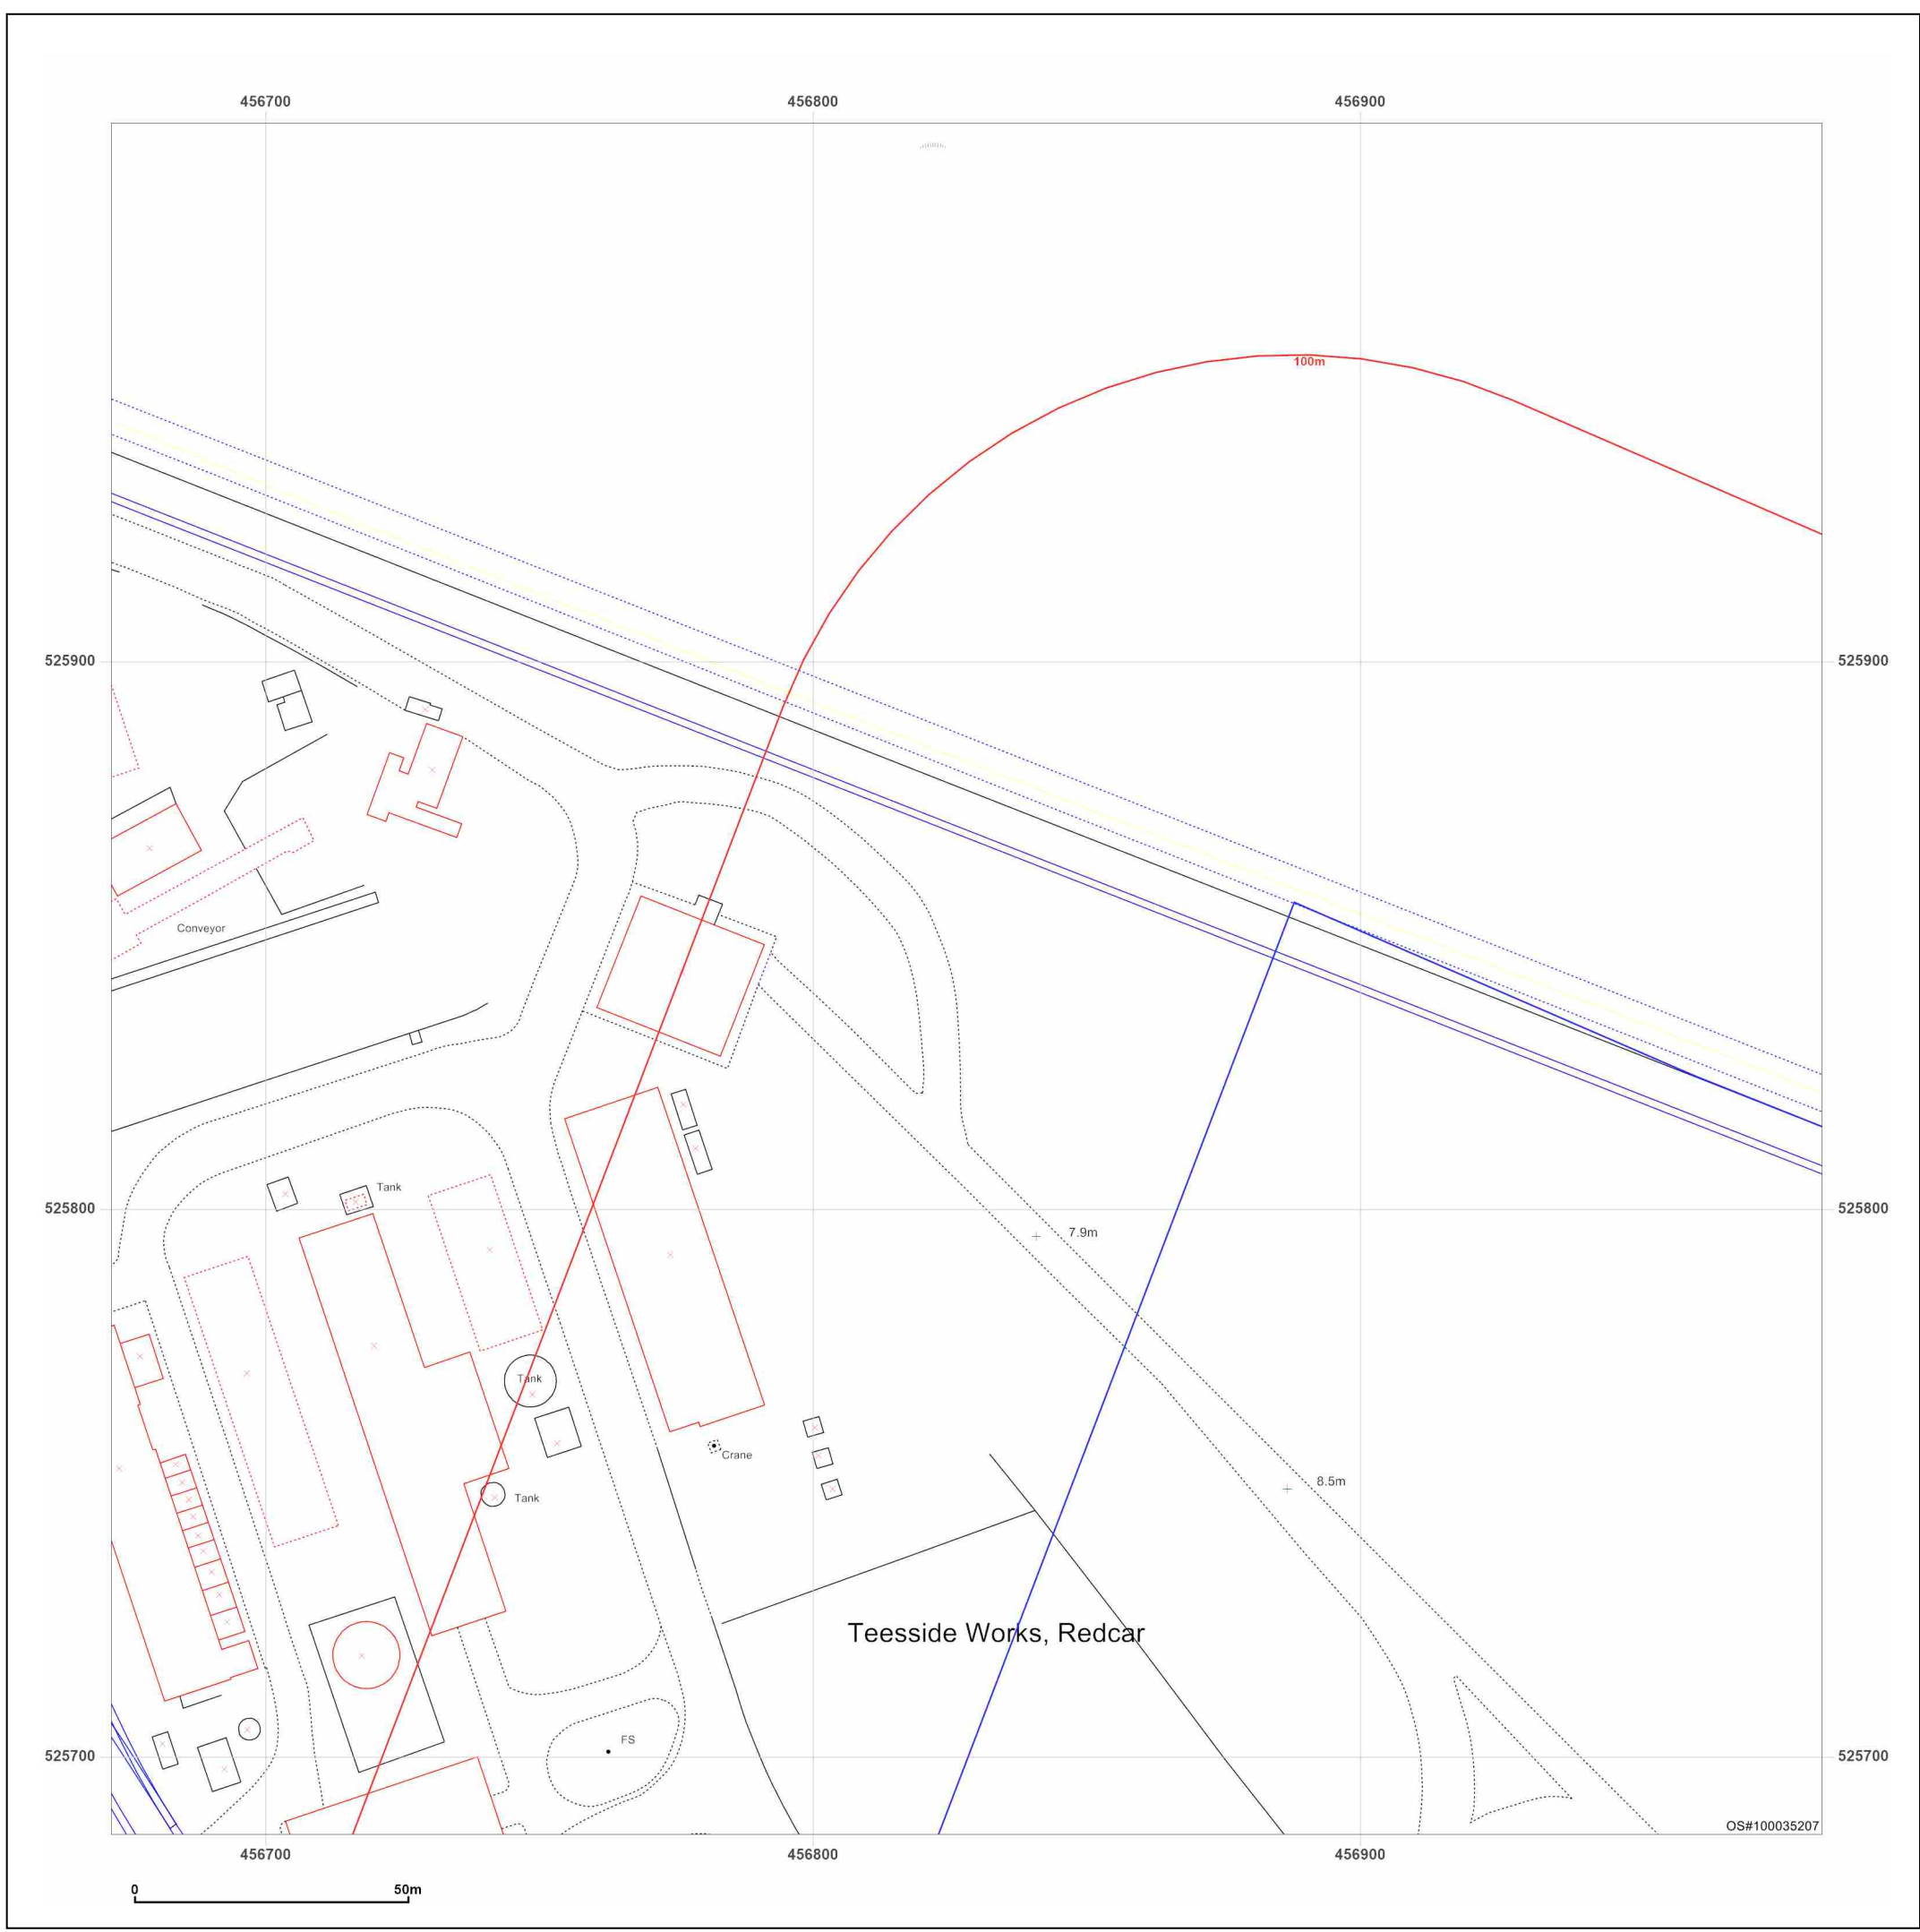 456700 456800 456900
100m
525900 525900
Conveyor
Tank
525800 525800
7.9m
Tank
Crane
8.5m
Tank
Teesside Works, Redcar
FS
525700 525700
OS#100035207
456700 456800 456900
0 50m